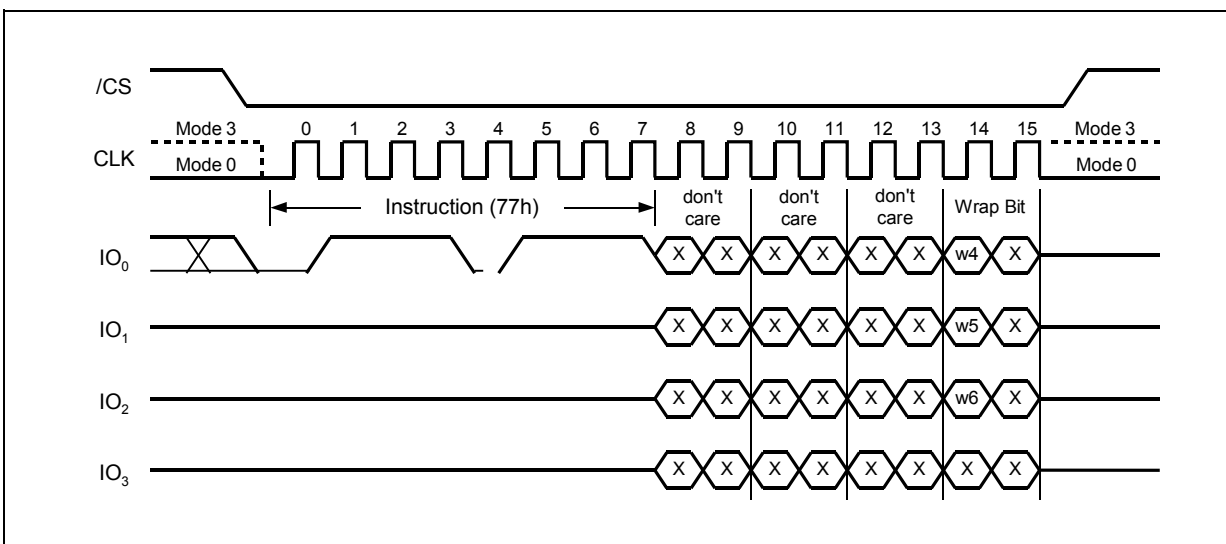 /CS
Mode 3 0 1 2 3 4 5 6 7 8 9 10 11 12 13 14 15 Mode 3
CLK
Mode 0 Mode 0
Instruction (77h) don't care don't care don't care Wrap Bit
IO0 X X X X X X w4 X
IO1 X X X X X X w5 X
IO2 X X X X X X w6 X
IO3 X X X X X X X X